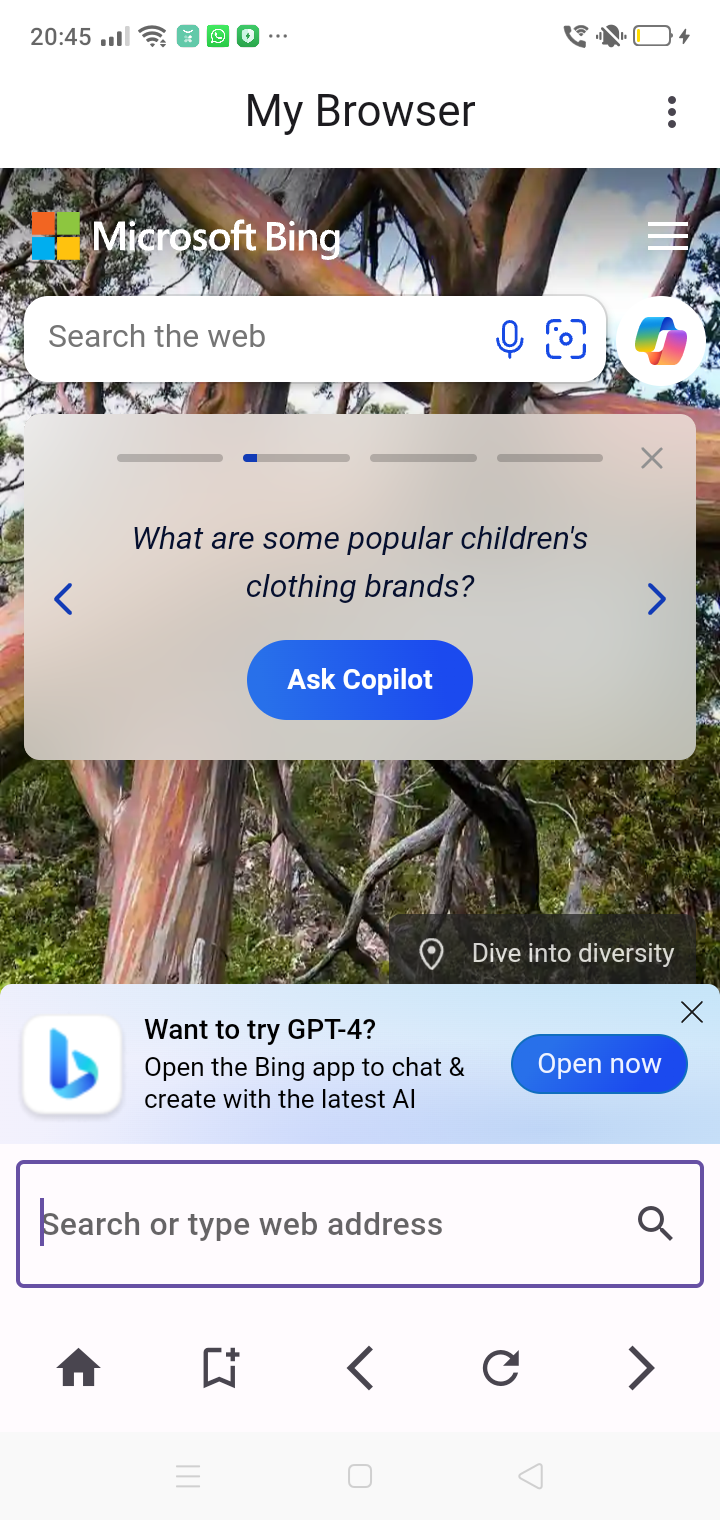 20:45
My Browser
Microsoft Bing
Search the web
What are some popular children's
clothing brands?
Ask Copilot
Dive into diversity
Want to try GPT-4?
Open the Bing app to chat &
create with the latest AI
Open now
Search or type web address